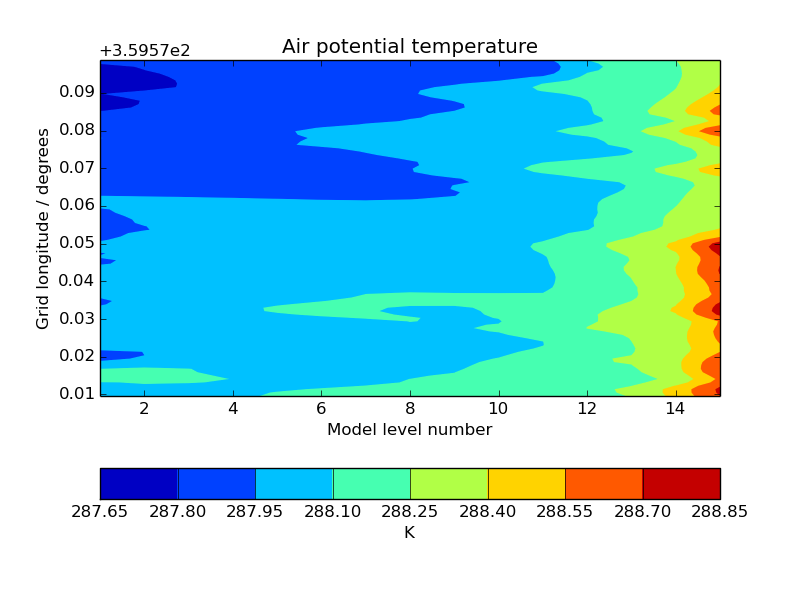 Air potential temperature
+3.5957e2
0.09
0.08
0.07
0.06
0.05
0.04
0.03
0.02
0.01
Grid longitude / degrees
2 4 6 8 10 12 14
Model level number
287.65 287.80 287.95 288.10 288.25 288.40 288.55 288.70 288.85
K